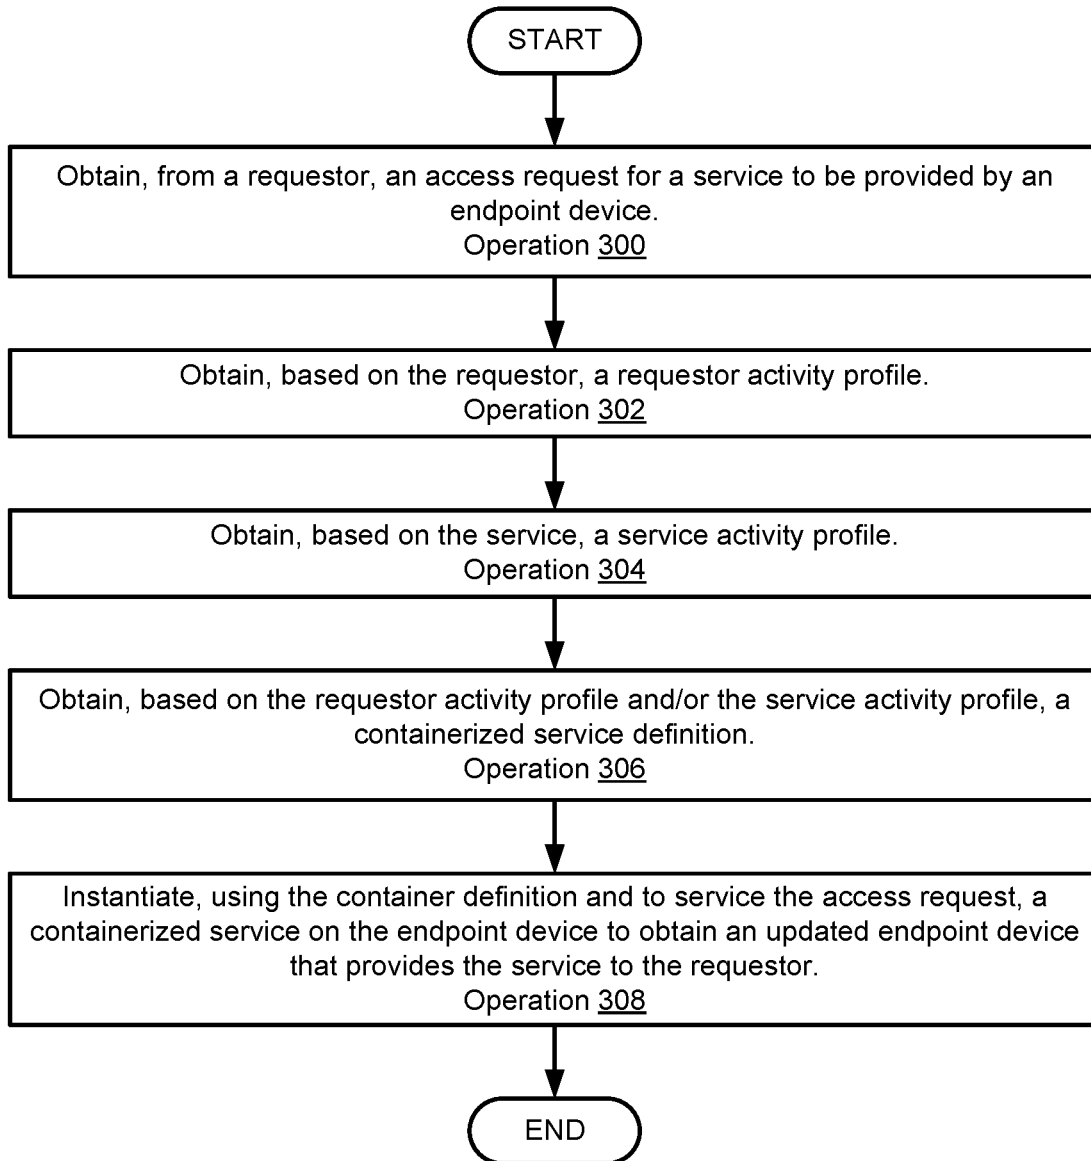 START
Obtain, from a requestor, an access request for a service to be provided by an
endpoint device.
Operation 300
Obtain, based on the requestor, a requestor activity profile.
Operation 302
Obtain, based on the service, a service activity profile.
Operation 304
Obtain, based on the requestor activity profile and/or the service activity profile, a
containerized service definition.
Operation 306
Instantiate, using the container definition and to service the access request, a
containerized service on the endpoint device to obtain an updated endpoint device
that provides the service to the requestor.
Operation 308
END